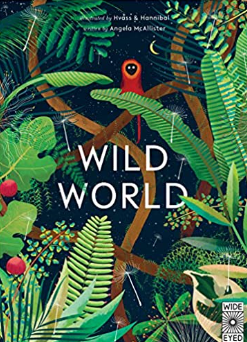 illustrated by Hvass & Hannibal
written by Angela McAllister
WILD
WORLD
WIDE
EYED